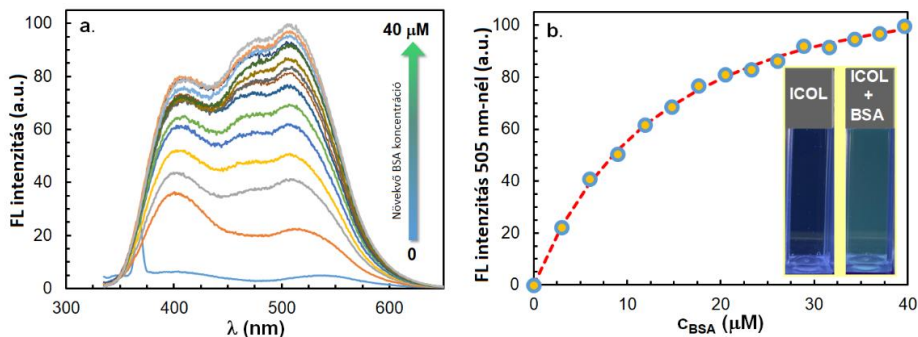 a.
FL intenzitás (a.u.)
100
80
60
40
20
0
300
400
500
600
λ (nm)
40 μM
Növekvő BSA koncentráció
0
b.
FL intenzitás 505 nm-nél (a.u.)
100
80
60
40
20
0
0
10
20
30
40
cBSA (μM)
ICOL
ICOL
+
BSA